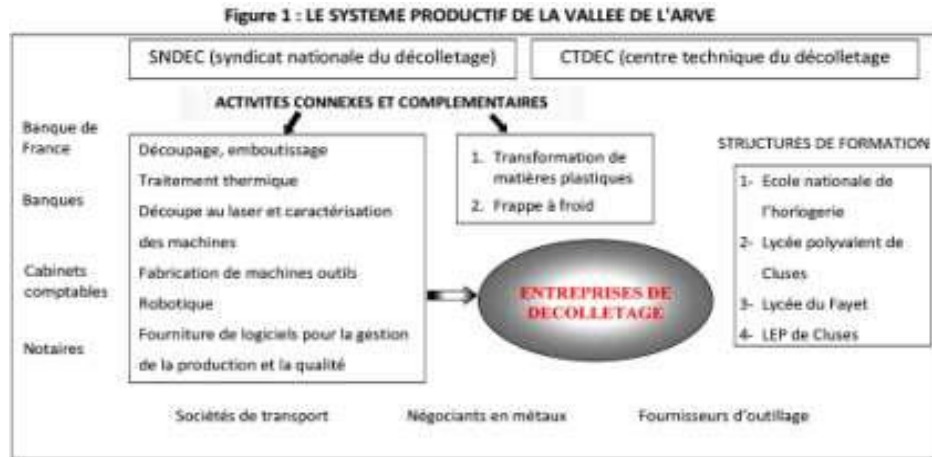 Figure 1 : LE SYSTEME PRODUCTIF DE LA VALLEE DE L'ARVE
SNDEC (syndicat nationale du décolletage)
CTDEC (centre technique du décolletage
ACTIVITES CONNEXES ET COMPLEMENTAIRES
Banque de
France
Banques
Cabinets
comptables
Notaires
Découpage, emboutissage
Traitement thermique
Découpe au laser et caractérisation
des machines
Fabrication de machines outils
Robotique
Fourniture de logiciels pour la gestion
de la production et la qualité
1. Transformation de
matières plastiques
2. Frappe à froid
ENTREPRISES DE
DECOLLETAGE
STRUCTURES DE FORMATION
1- Ecole nationale de
l'horlogerie
2- Lycée polyvalent de
Cluses
3- Lycée du Fayet
4- LEP de Cluses
Sociétés de transport
Négociants en métaux
Fournisseurs d'outillage